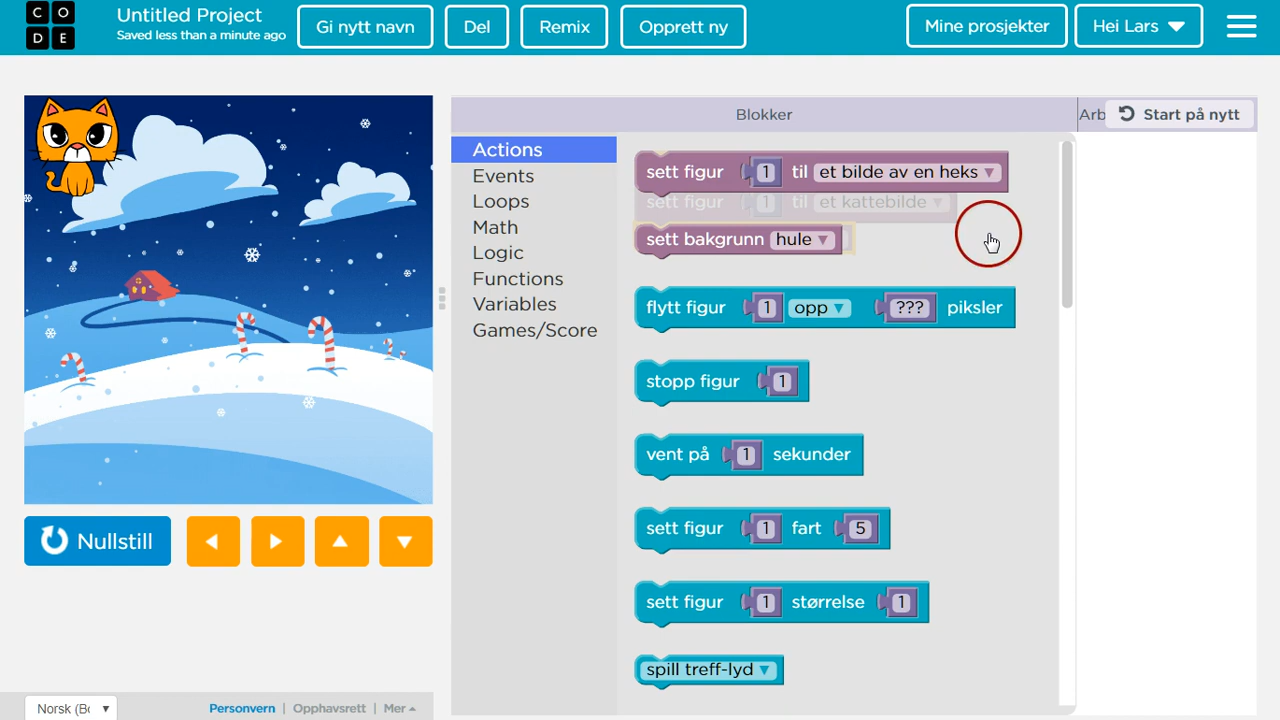 CODE
Untitled Project
Saved less than a minute ago
Gi nytt navn
Del
Remix
Opprett ny
Mine prosjekter
Hei Lars
Blokker
Arb
Start på nytt
Actions
Events
Loops
Math
Logic
Functions
Variables
Games/Score
sett figur 1 til et bilde av en heks
sett figur 1 til et kattebilde
sett bakgrunn hule
flytt figur 1 opp ??? piksler
stopp figur 1
vent på 1 sekunder
sett figur 1 fart 5
sett figur 1 størrelse 1
spill treff-lyd
Nullstill
Norsk (Bo
Personvern | Opphavsrett | Mer